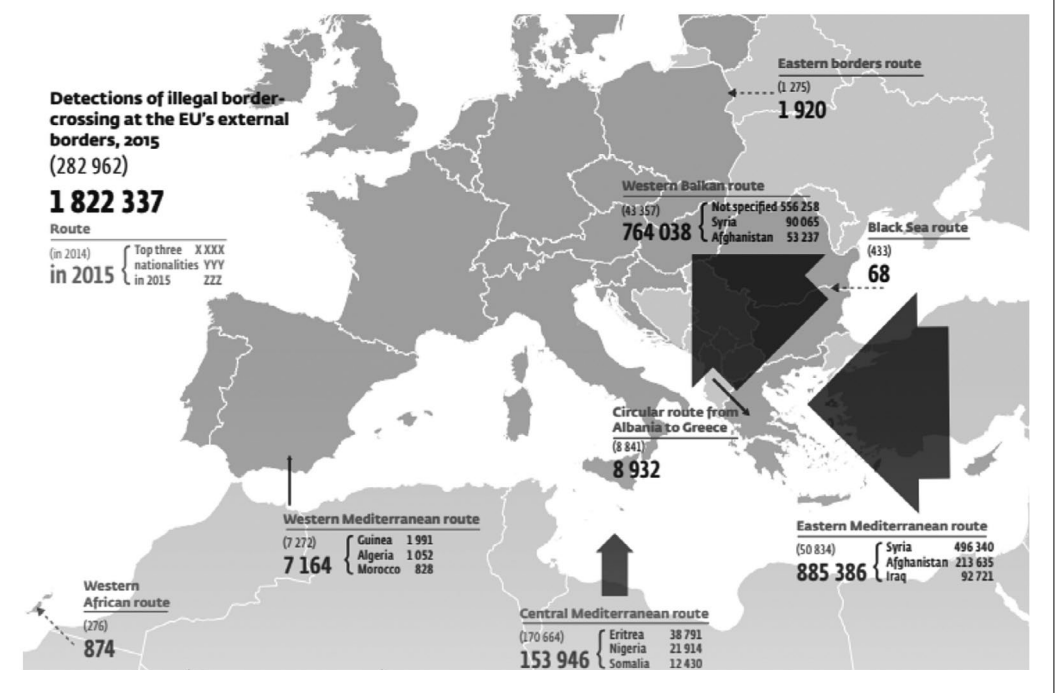 Detections of illegal border-
crossing at the EU's external
borders, 2015
(282 962)
1 822 337
Route
(in 2014)
in 2015
Top three XXXX
nationalities YYY
in 2015 ZZZ
Eastern borders route
(1 275)
1 920
Western Balkan route
(43 357)
764 038
Not specified 556 258
Syria 90 065
Afghanistan 53 237
Black Sea route
(433)
68
Circular route from
Albania to Greece
(8 841)
8 932
Western Mediterranean route
(7 272)
7 164
Guinea 1 991
Algeria 1 052
Morocco 828
Eastern Mediterranean route
(50 834)
885 386
Syria 496 340
Afghanistan 213 635
Iraq 92 721
Western
African route
(276)
874
Central Mediterranean route
(170 664)
153 946
Eritrea 38 791
Nigeria 21 914
Somalia 12 430